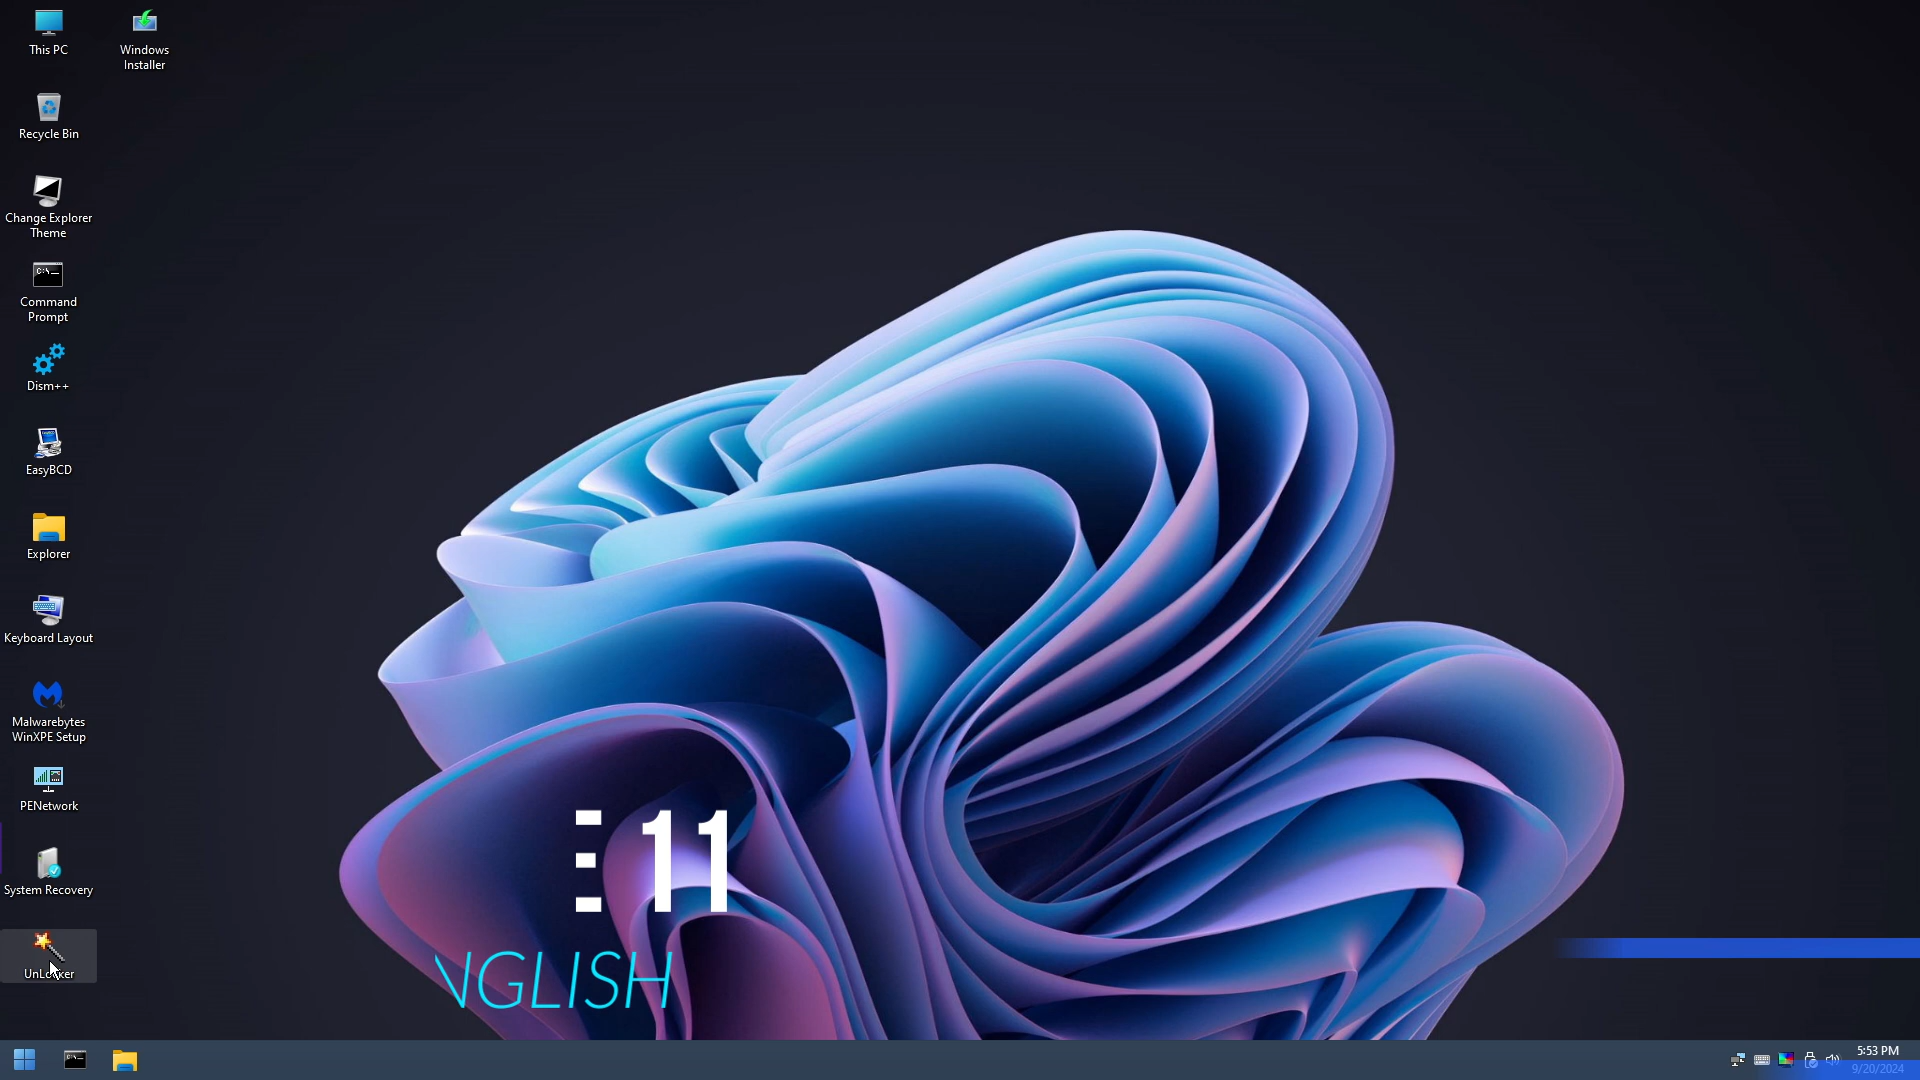 This PC
Windows
Installer
Recycle Bin
Change Explorer
Theme
Command
Prompt
Dism++
EasyBCD
Explorer
Keyboard Layout
Malwarebytes
WinXPE Setup
PENetwork
System Recovery
UnLocker
11
NGLISH
5:53 PM
9/20/2024